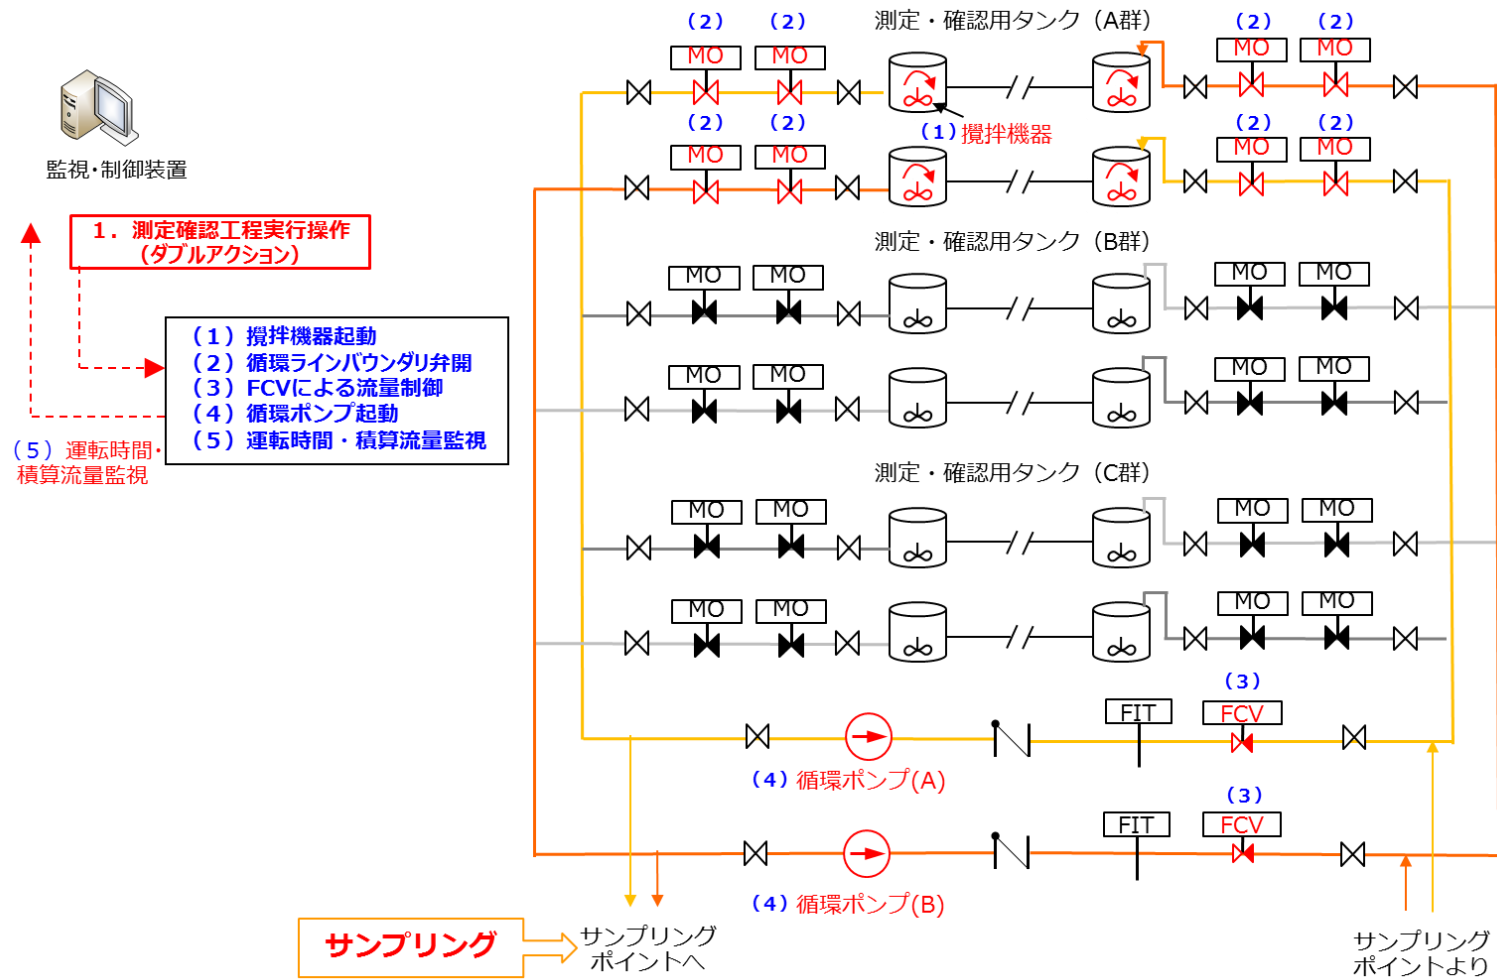 (2) (2) 測定・確認用タンク（A群） (2) (2)
MO MO MO MO
(2) (2) (1) 攪拌機器 (2) (2)
MO MO MO MO
監視・制御装置
1．測定確認工程実行操作
（ダブルアクション）
測定・確認用タンク（B群）
MO MO MO MO
（1）攪拌機器起動
（2）循環ラインバウンダリ弁開
（3）FCVによる流量制御
（4）循環ポンプ起動
（5）運転時間・積算流量監視
MO MO MO MO
（5）運転時間・
積算流量監視
測定・確認用タンク（C群）
MO MO MO MO
MO MO MO MO
(3)
FIT FCV
(4) 循環ポンプ(A)
(3)
FIT FCV
(4) 循環ポンプ(B)
サンプリング
サンプリング
ポイントへ
サンプリング
ポイントより